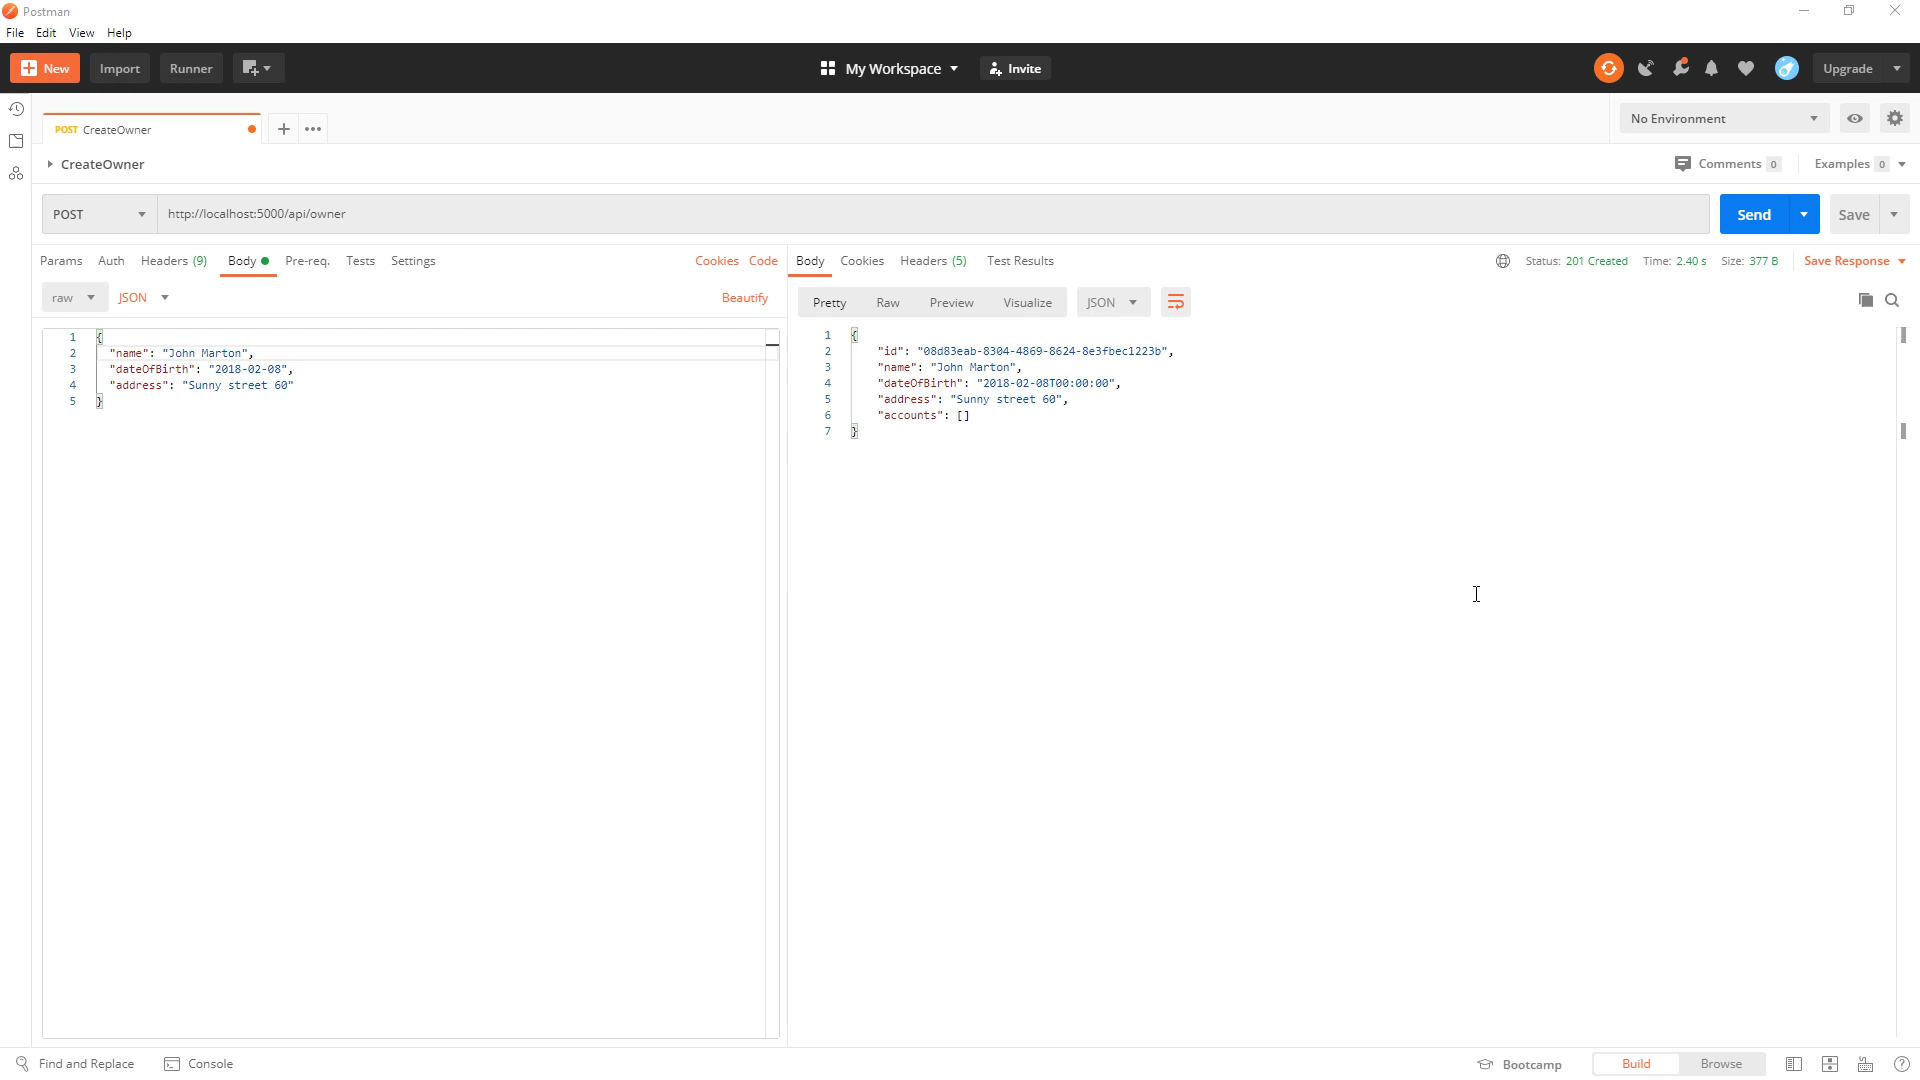 Postman
File Edit View Help
New Import Runner My Workspace Invite Upgrade
POST CreateOwner No Environment
CreateOwner Comments 0 Examples 0
POST http://localhost:5000/api/owner Send Save
Params Auth Headers (9) Body Pre-req. Tests Settings Cookies Code
raw JSON Beautify
1 {
2 "name": "John Marton",
3 "dateOfBirth": "2018-02-08",
4 "address": "Sunny street 60"
5 }
Body Cookies Headers (5) Test Results Status: 201 Created Time: 2.40 s Size: 377 B Save Response
Pretty Raw Preview Visualize JSON
1 {
2 "id": "08d83eab-8304-4869-8624-8e3fbec1223b",
3 "name": "John Marton",
4 "dateOfBirth": "2018-02-08T00:00:00",
5 "address": "Sunny street 60",
6 "accounts": []
7 }
Find and Replace Console Bootcamp Build Browse